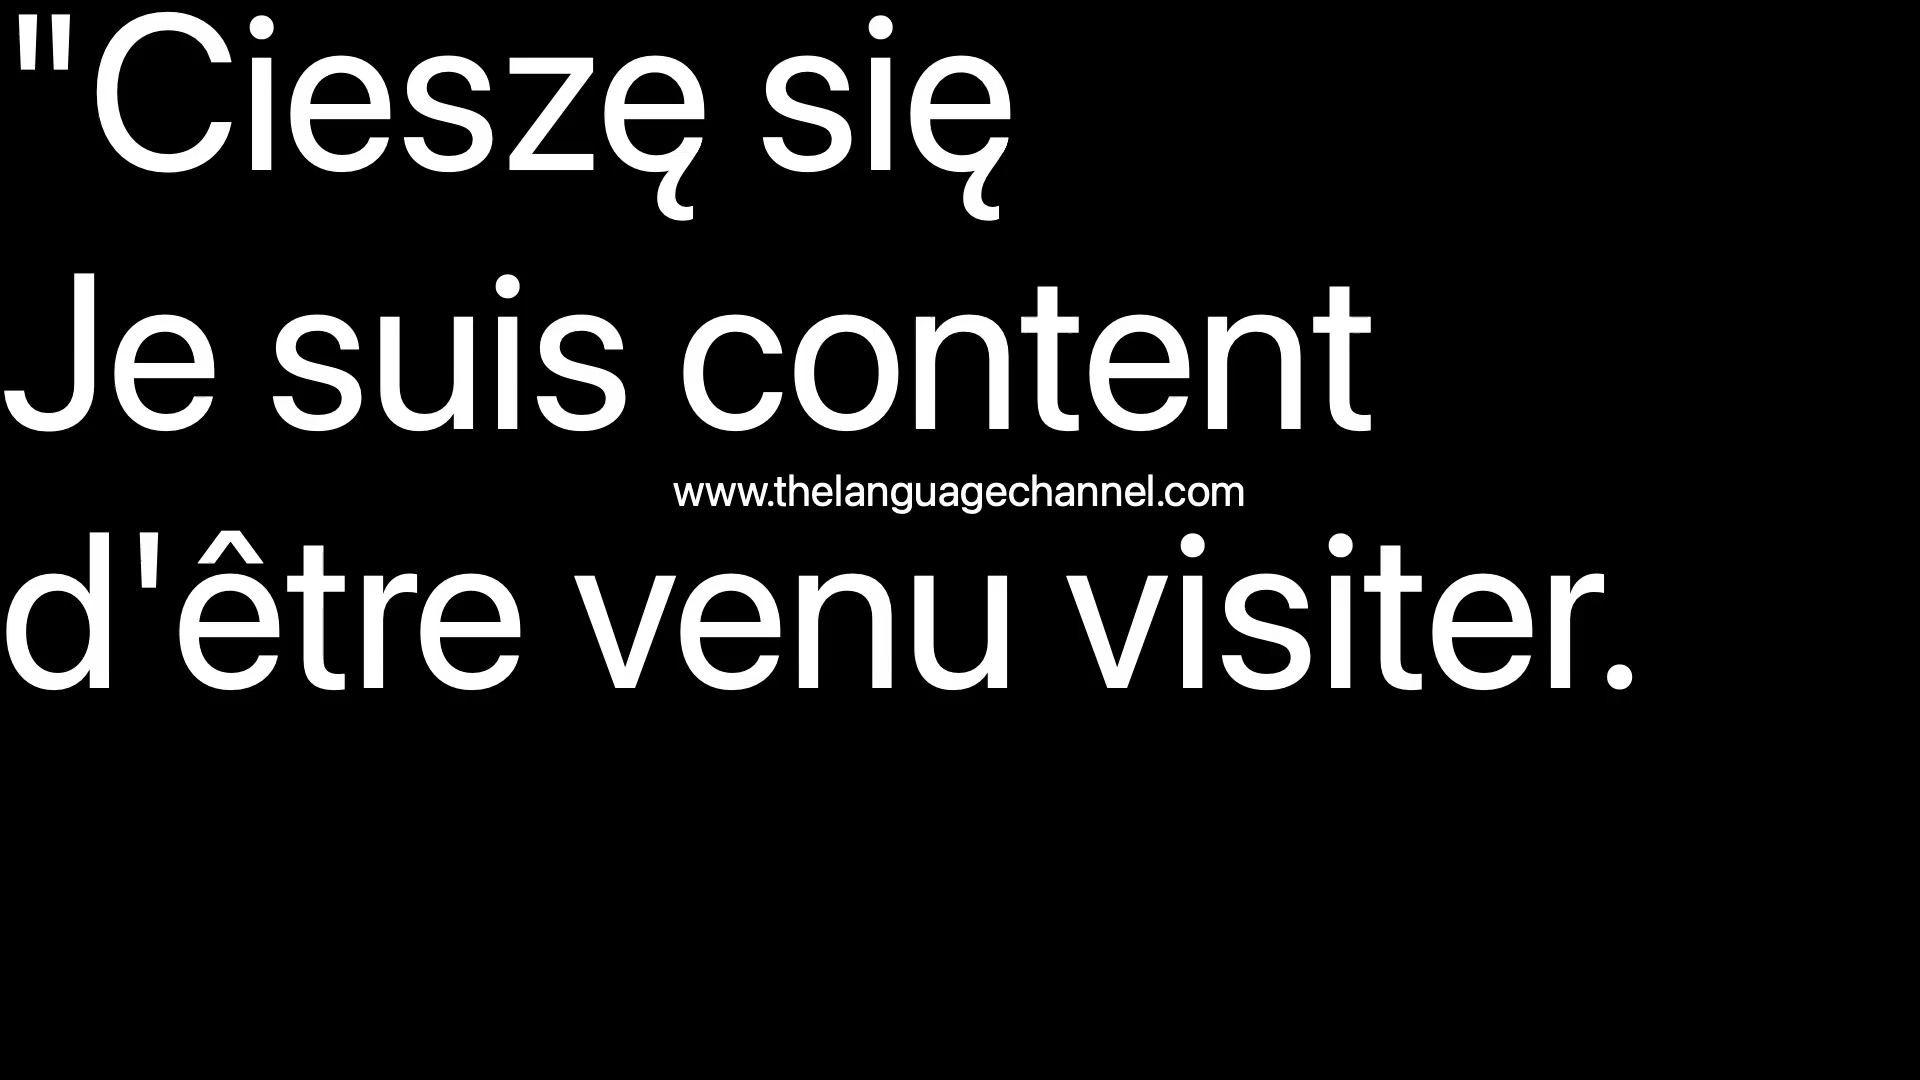 "Cieszę się
Je suis content
www.thelanguagechannel.com
d'être venu visiter.